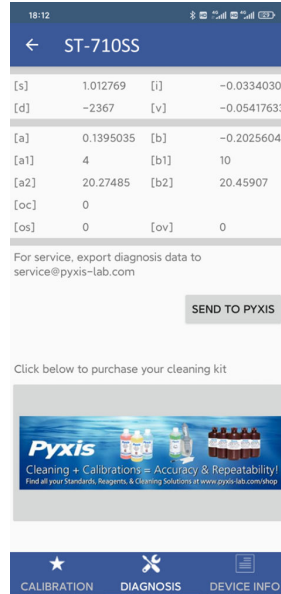 18:12
ST-710SS
[s] 1.012769 [i] -0.0334030
[d] -2367 [v] -0.0541763
[a] 0.1395035 [b] -0.2025604
[a1] 4 [b1] 10
[a2] 20.27485 [b2] 20.45907
[oc] 0
[os] 0 [ov] 0
For service, export diagnosis data to
service@pyxis-lab.com
SEND TO PYXIS
Click below to purchase your cleaning kit
Pyxis
Cleaning + Calibrations = Accuracy & Repeatability!
Find all your Standards, Reagents, & Cleaning Solutions at www.pyxis-lab.com/shop
CALIBRATION DIAGNOSIS DEVICE INFO